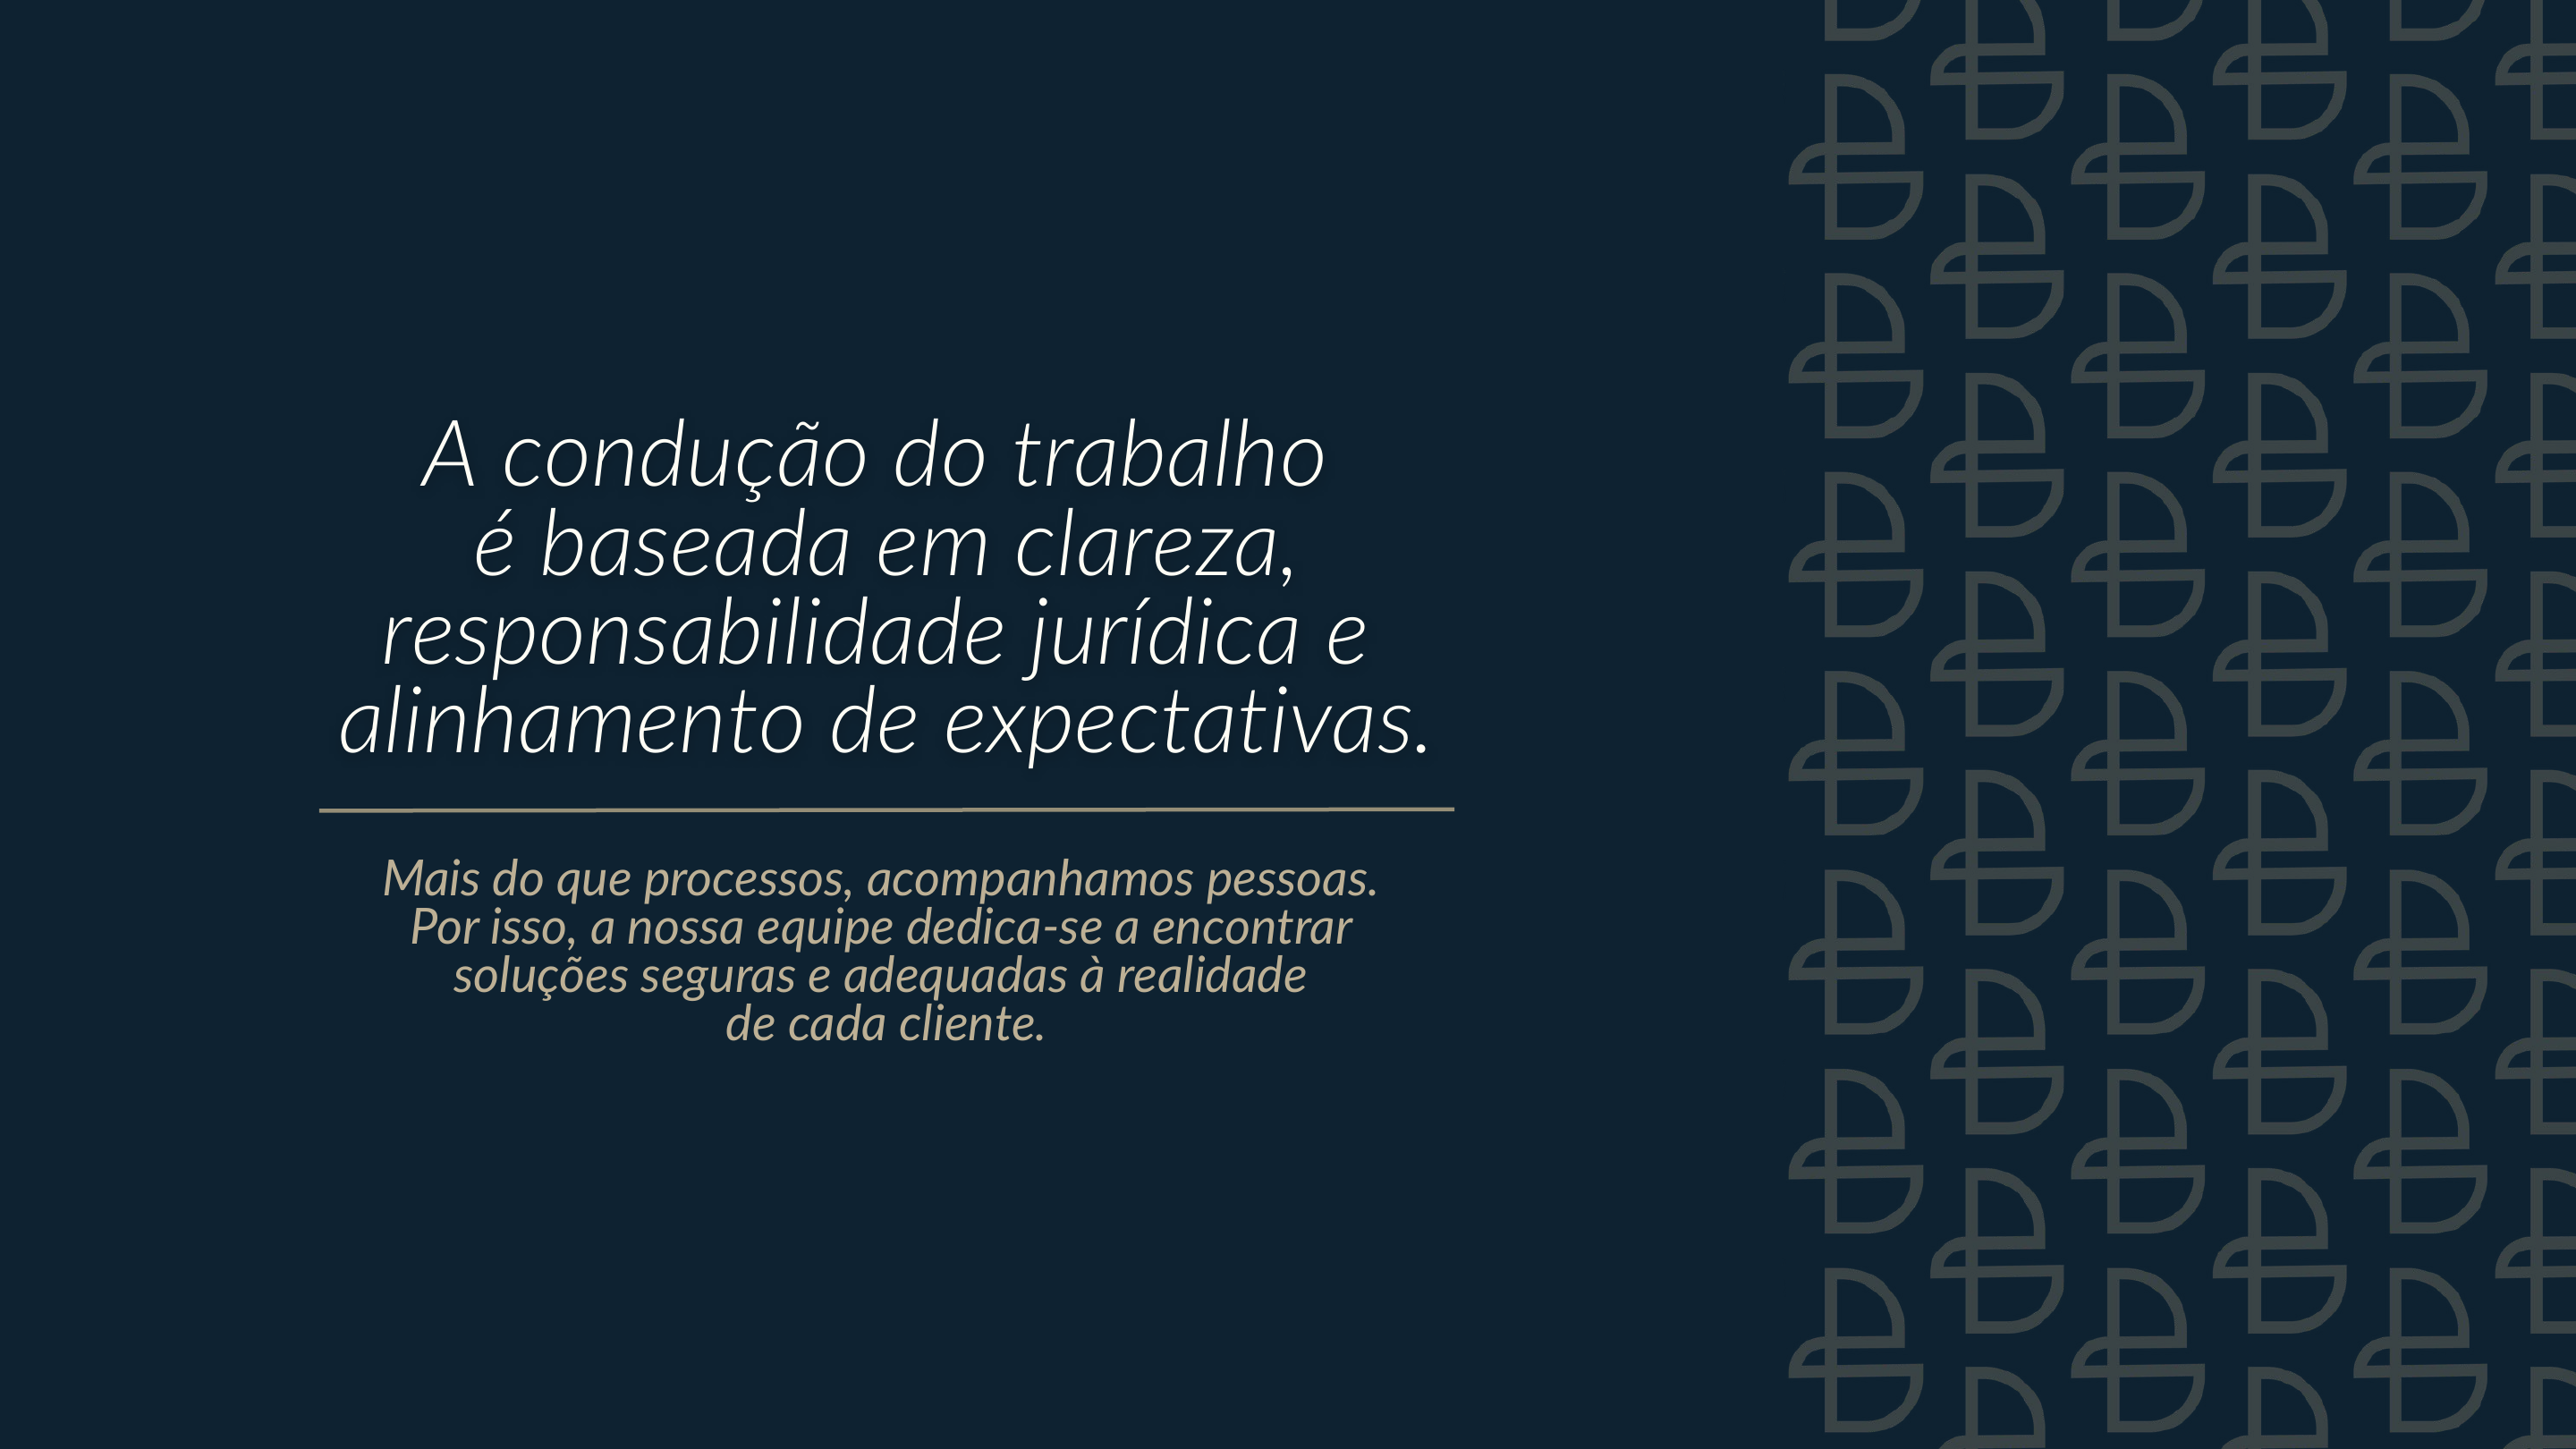 A condução do trabalho
é baseada em clareza,
responsabilidade jurídica e
alinhamento de expectativas.
Mais do que processos, acompanhamos pessoas.
Por isso, a nossa equipe dedica-se a encontrar
soluções seguras e adequadas à realidade
de cada cliente.